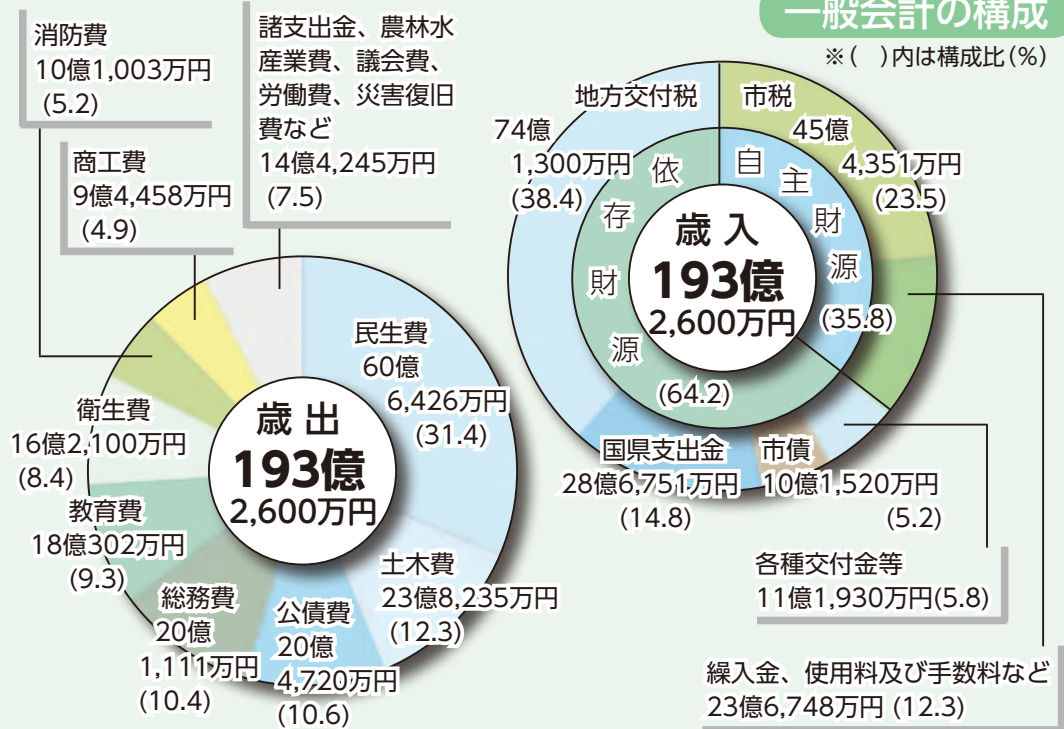 一般会計の構成
※(　)内は構成比(%)
消防費
10億1,003万円
(5.2)
諸支出金、農林水
産業費、議会費、
労働費、災害復旧
費など
14億4,245万円
(7.5)
商工費
9億4,458万円
(4.9)
歳出
193億
2,600万円
民生費
60億
6,426万円
(31.4)
土木費
23億8,235万円
(12.3)
公債費
20億
4,720万円
(10.6)
総務費
20億
1,111万円
(10.4)
教育費
18億302万円
(9.3)
衛生費
16億2,100万円
(8.4)
歳入
193億
2,600万円
自主財源
(35.8)
依存財源
(64.2)
市税
45億
4,351万円
(23.5)
地方交付税
74億
1,300万円
(38.4)
国県支出金
28億6,751万円
(14.8)
市債
10億1,520万円
(5.2)
各種交付金等
11億1,930万円(5.8)
繰入金、使用料及び手数料など
23億6,748万円 (12.3)